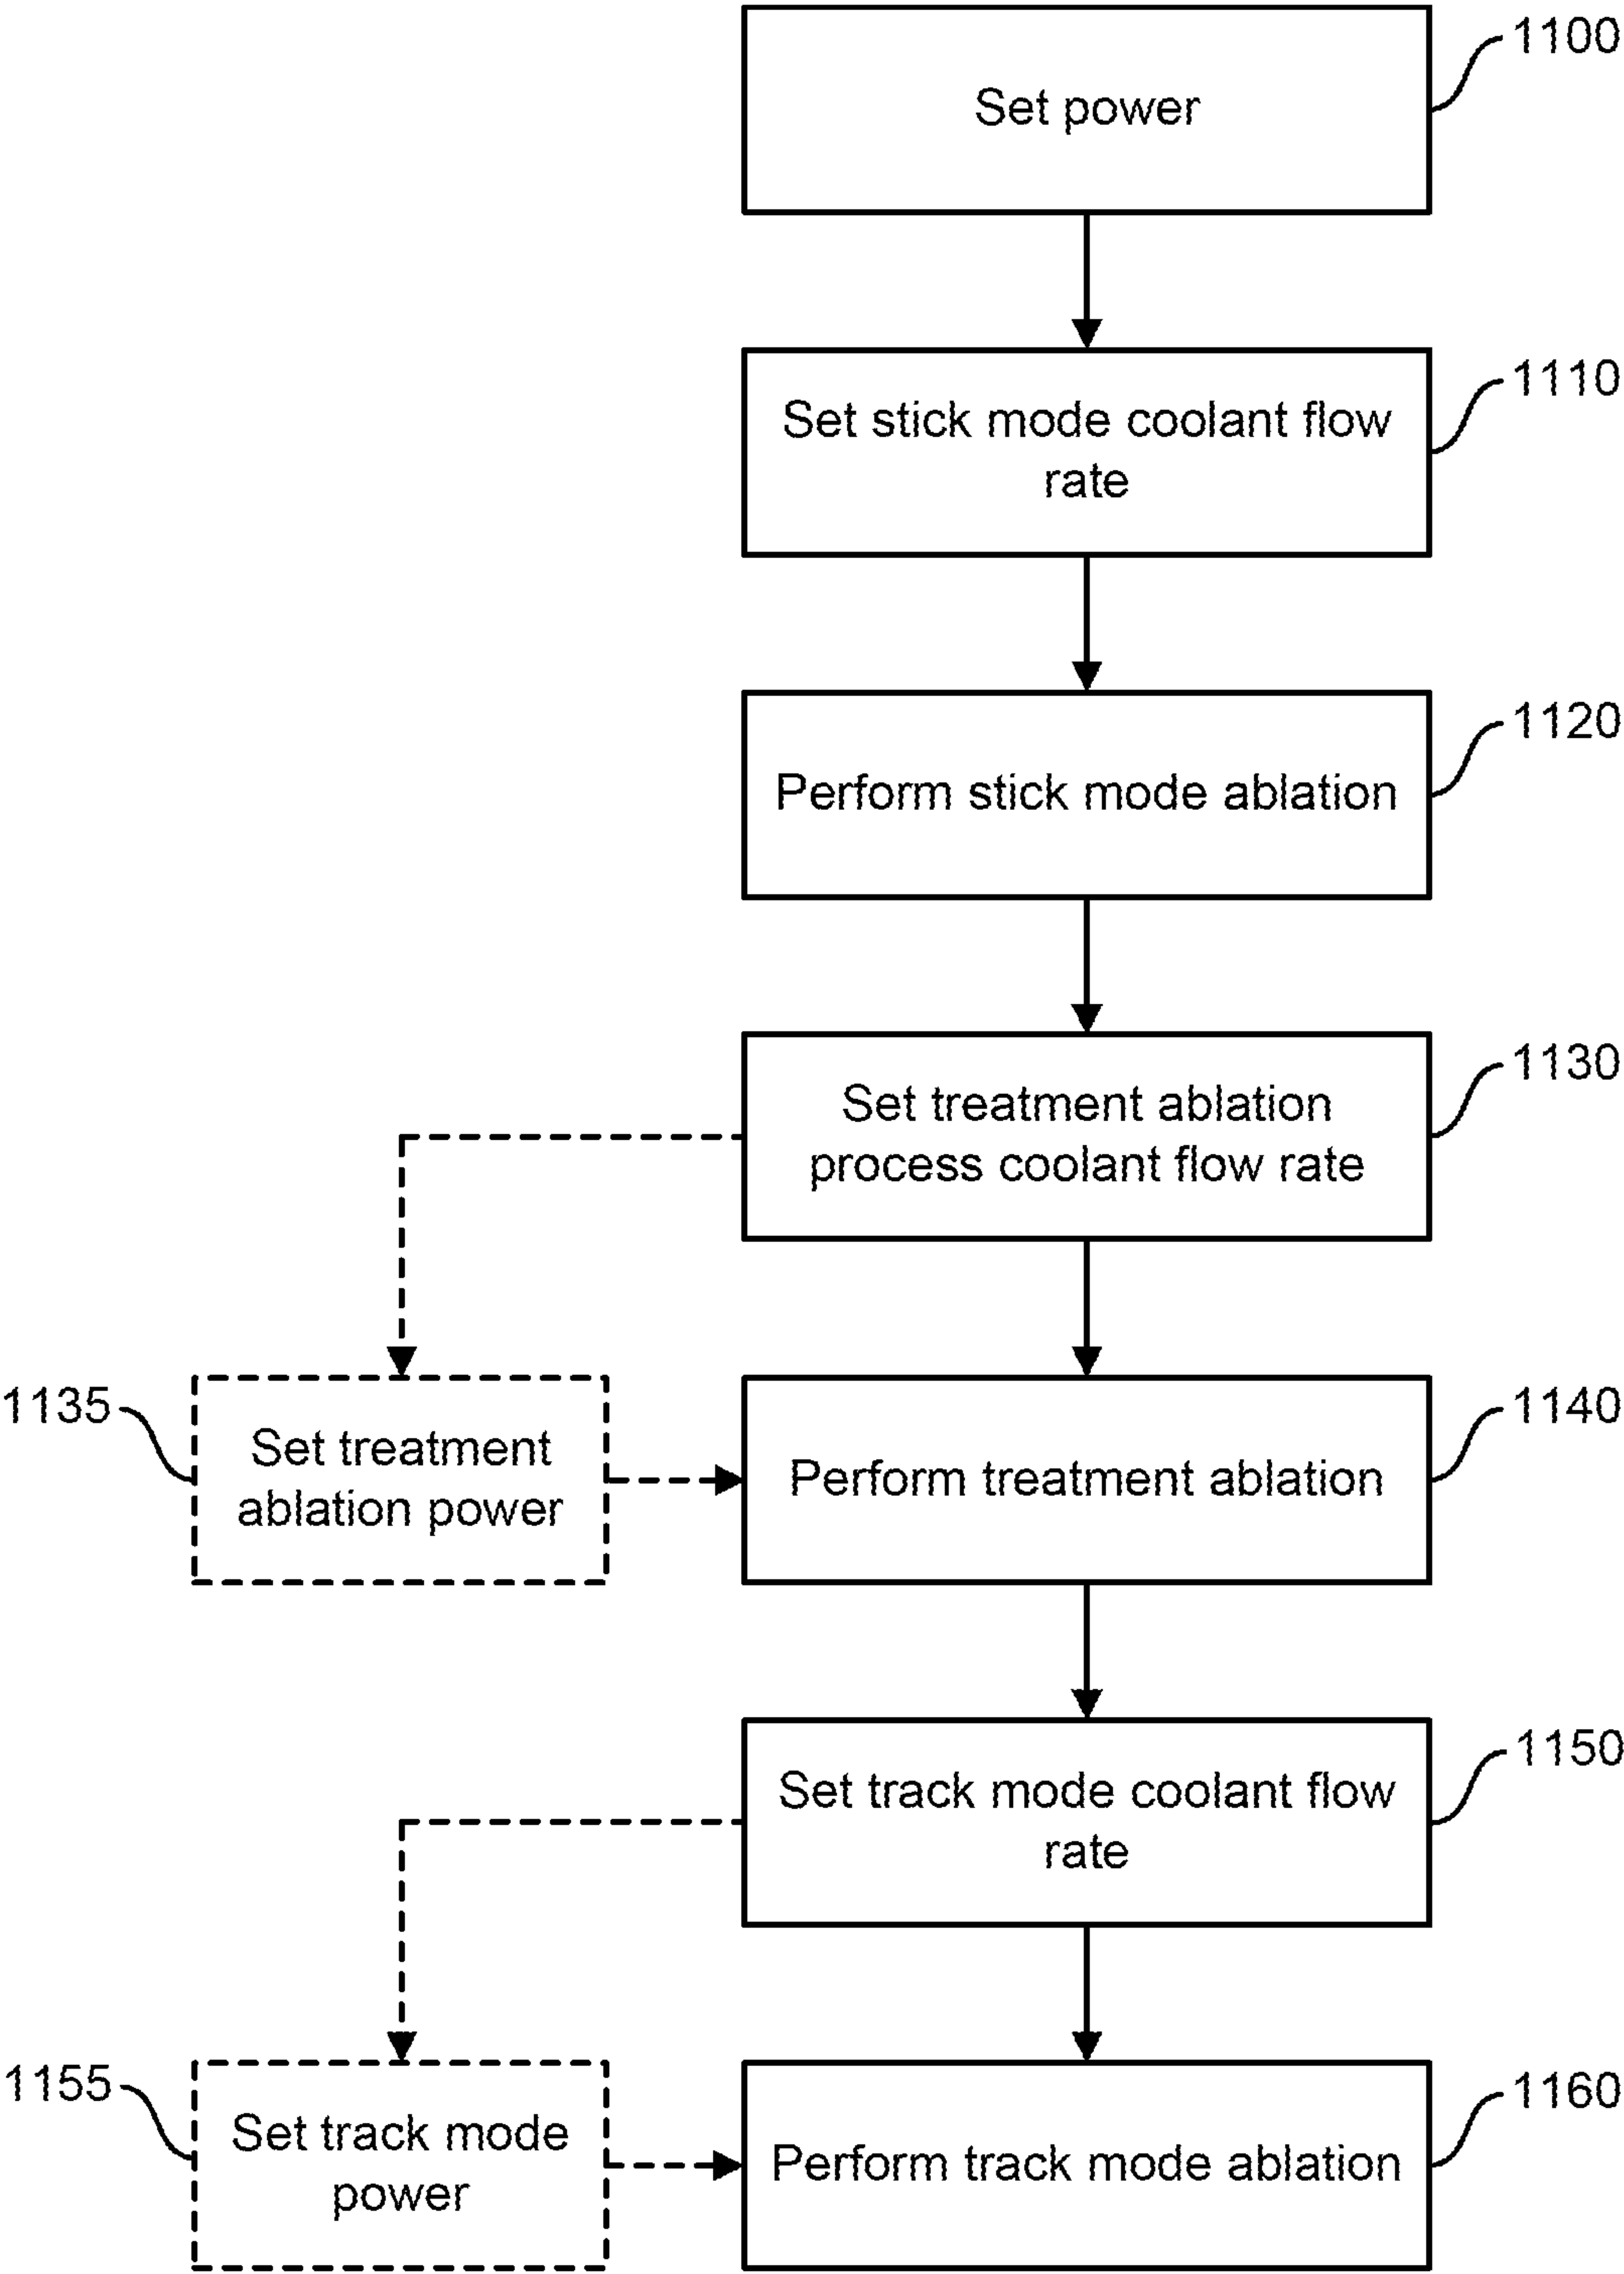 Set power
1100
Set stick mode coolant flow
rate
1110
Perform stick mode ablation
1120
Set treatment ablation
process coolant flow rate
1130
1135
Set treatment
ablation power
Perform treatment ablation
1140
Set track mode coolant flow
rate
1150
1155
Set track mode
power
Perform track mode ablation
1160